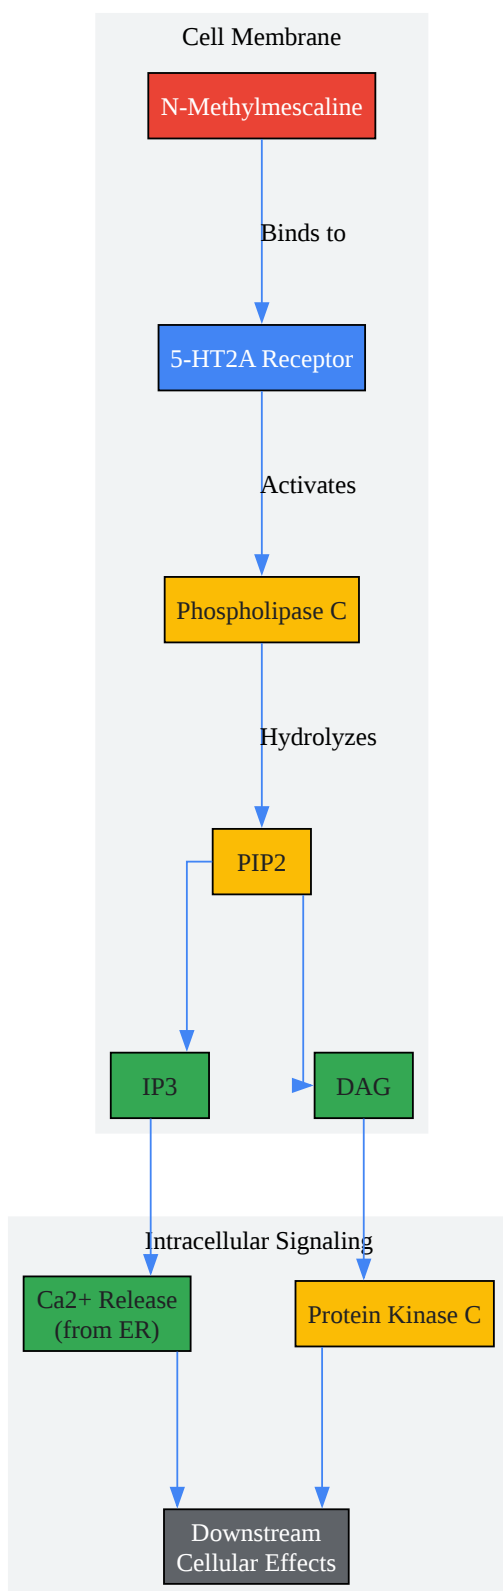 Cell Membrane
N-Methylmescaline
Binds to
5-HT2A Receptor
Activates
Phospholipase C
Hydrolyzes
PIP2
IP3
DAG
Intracellular Signaling
Ca2+ Release
(from ER)
Protein Kinase C
Downstream
Cellular Effects